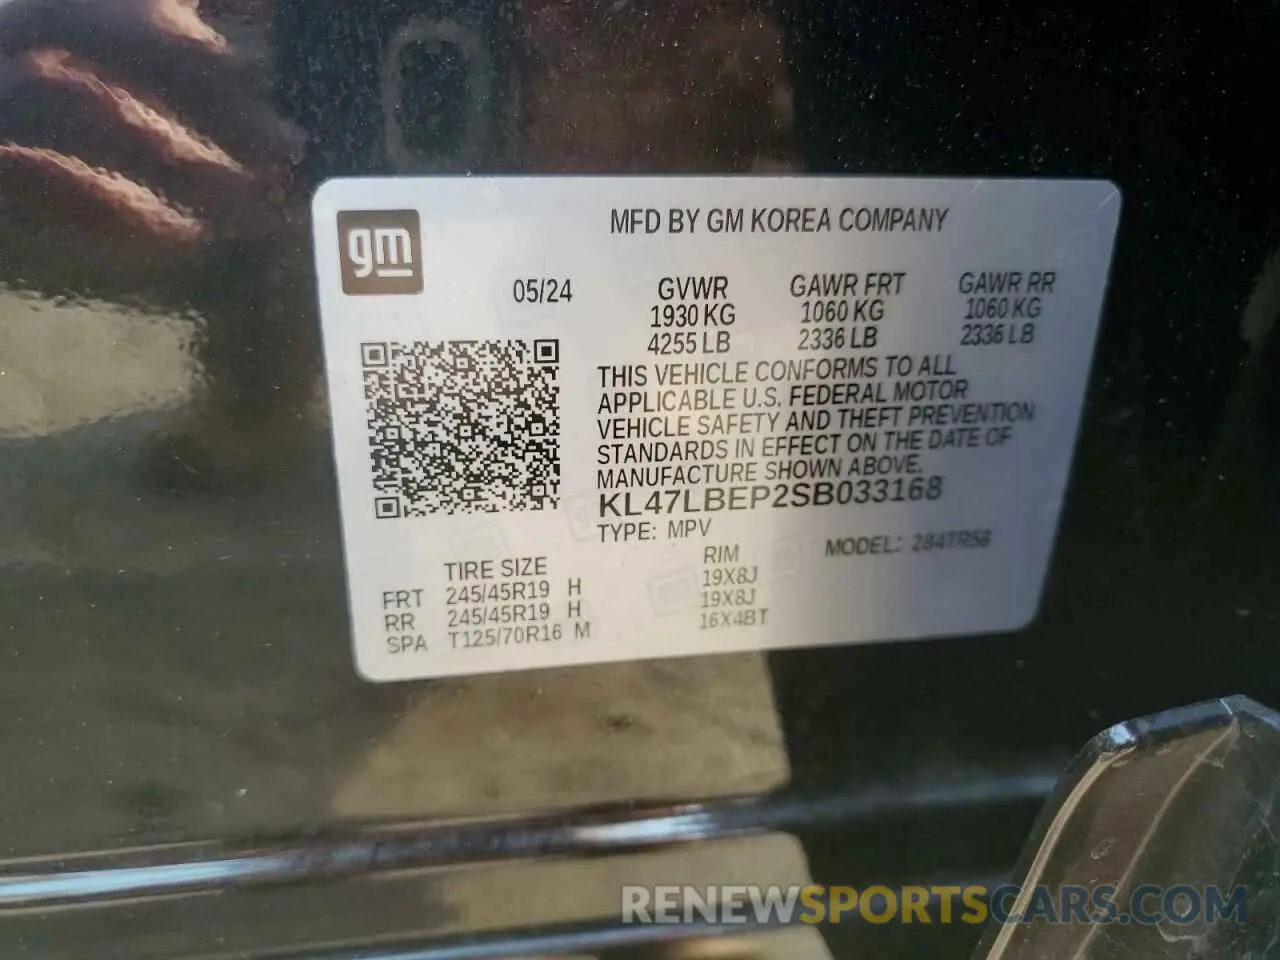 gm
MFD BY GM KOREA COMPANY
05/24
GVWR GAWR FRT GAWR RR
1930 KG 1060 KG 1060 KG
4255 LB 2336 LB 2336 LB
THIS VEHICLE CONFORMS TO ALL
APPLICABLE U.S. FEDERAL MOTOR
VEHICLE SAFETY AND THEFT PREVENTION
STANDARDS IN EFFECT ON THE DATE OF
MANUFACTURE SHOWN ABOVE.
KL47LBEP2SB033168
TYPE: MPV MODEL:
TIRE SIZE RIM
FRT 245/45R19 H 19X8J
RR 245/45R19 H 19X8J
SPA T125/70R16 M 16X4BT
RENEWSPORTSCARS.COM